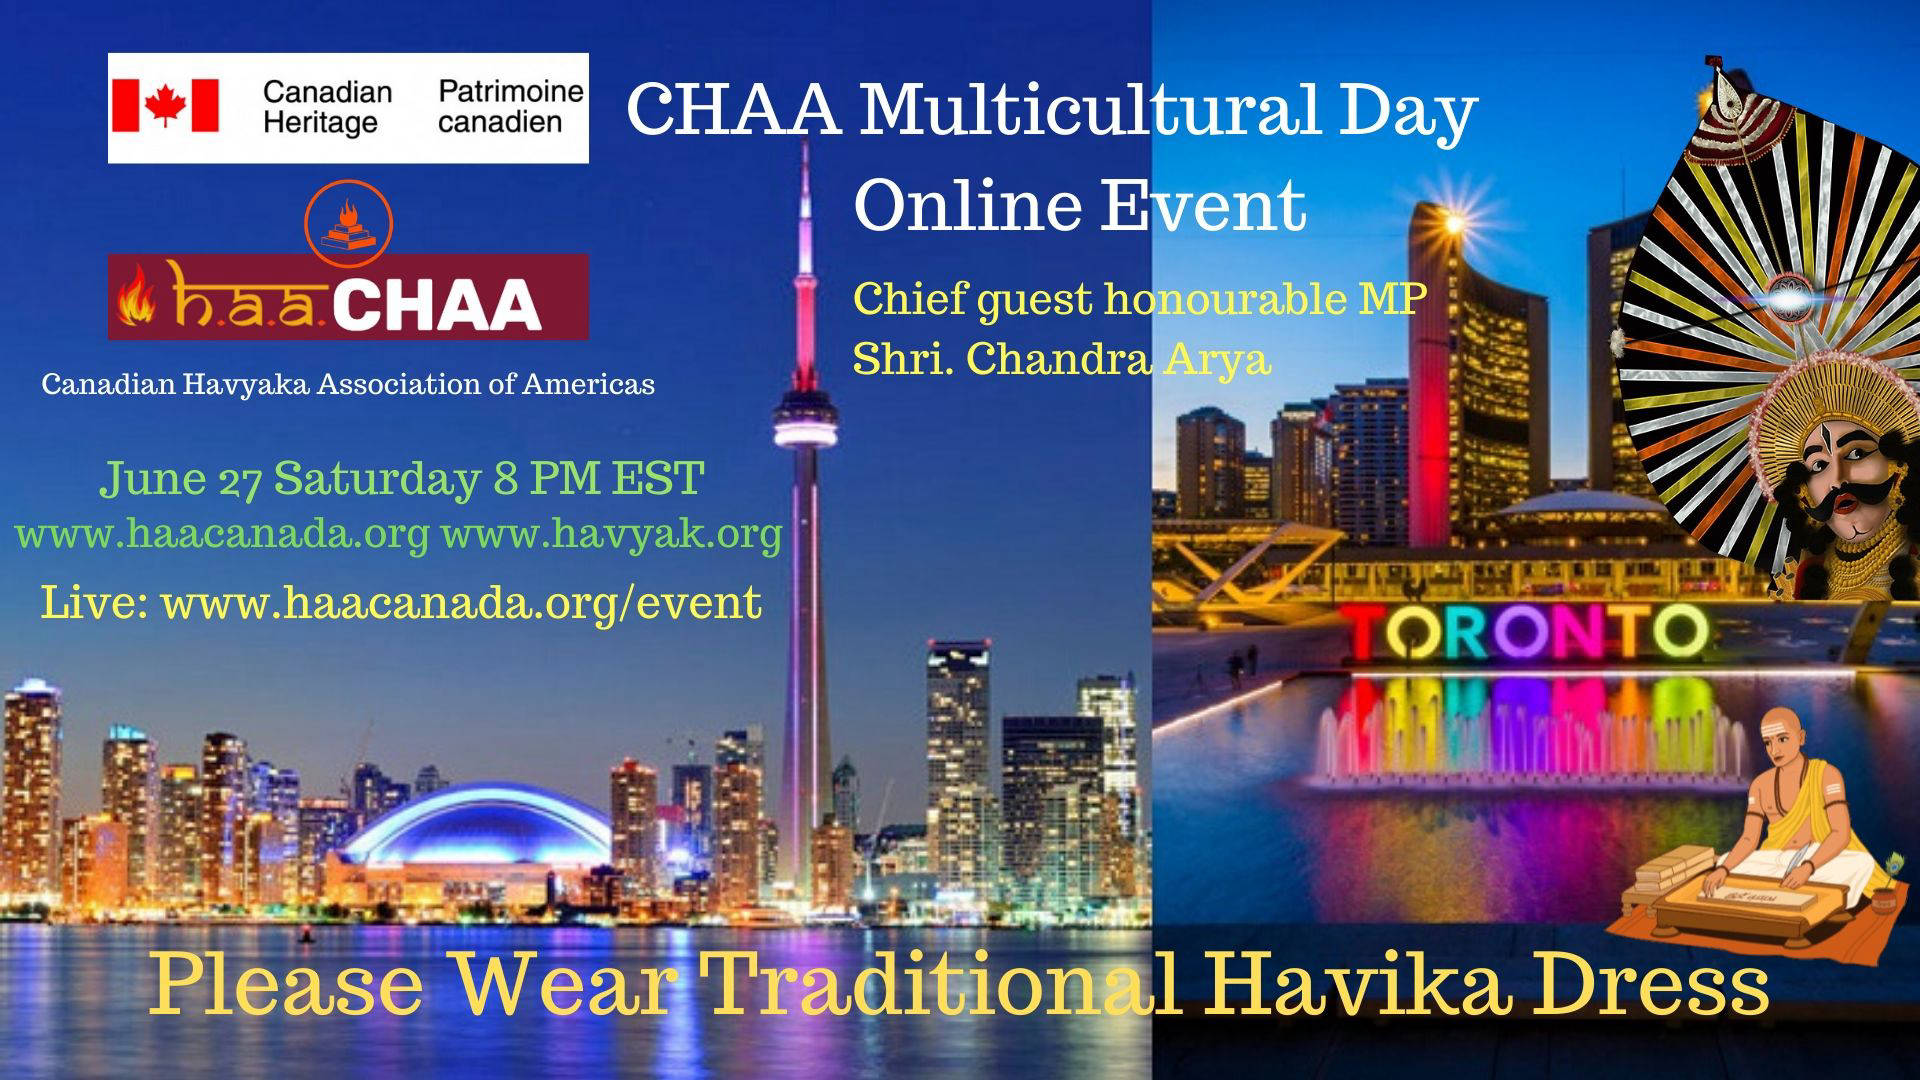 Canadian Heritage
Patrimoine canadien
CHAA Multicultural Day
Online Event
Chief guest honourable MP
Shri. Chandra Arya
h.a.a. CHAA
Canadian Havyaka Association of Americas
June 27 Saturday 8 PM EST
www.haacanada.org www.havyak.org
Live: www.haacanada.org/event
TORONTO
Please Wear Traditional Havika Dress